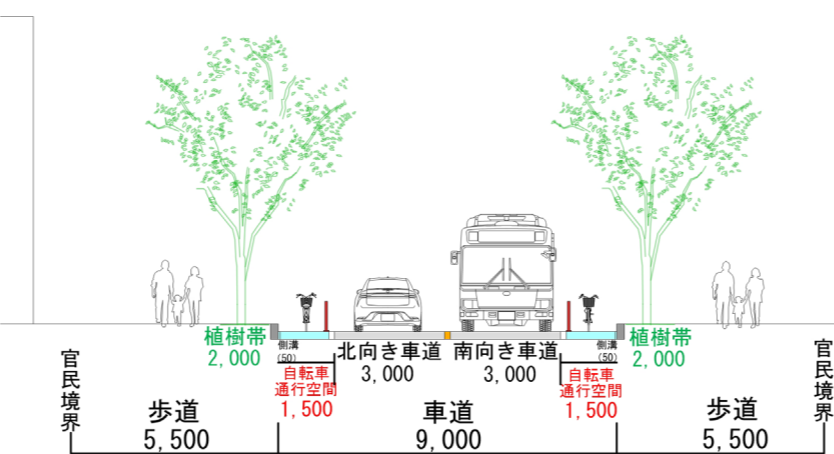 官民境界
歩道
5,500
植樹帯
2,000
側溝
(50)
自転車
通行空間
1,500
北向き車道
3,000
南向き車道
3,000
車道
9,000
側溝
(50)
自転車
通行空間
1,500
植樹帯
2,000
歩道
5,500
官民境界